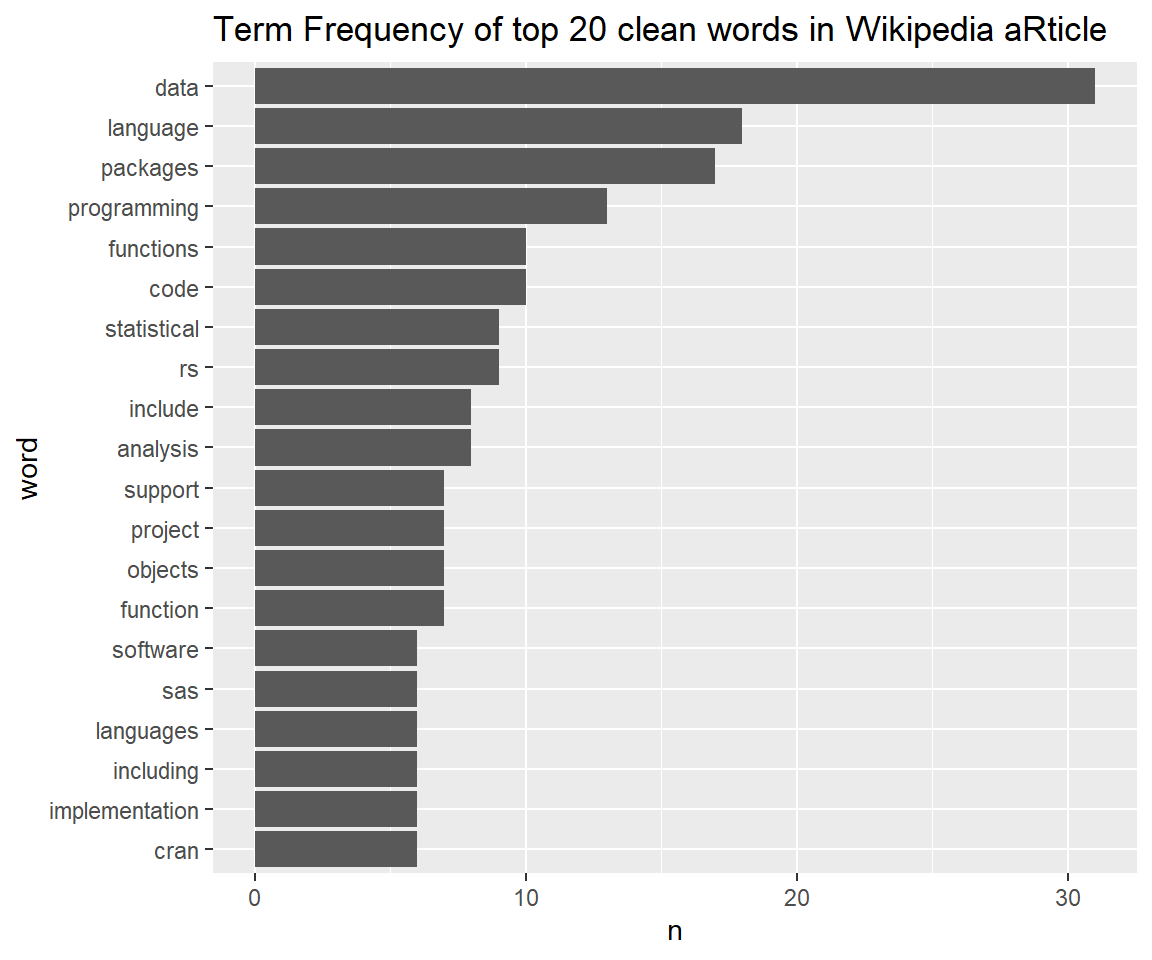 Term Frequency of top 20 clean words in Wikipedia aRticle
data
language
packages
programming
functions
code
statistical
rs
include
analysis
support
project
objects
function
software
sas
languages
including
implementation
cran
word
0 10 20 30
n